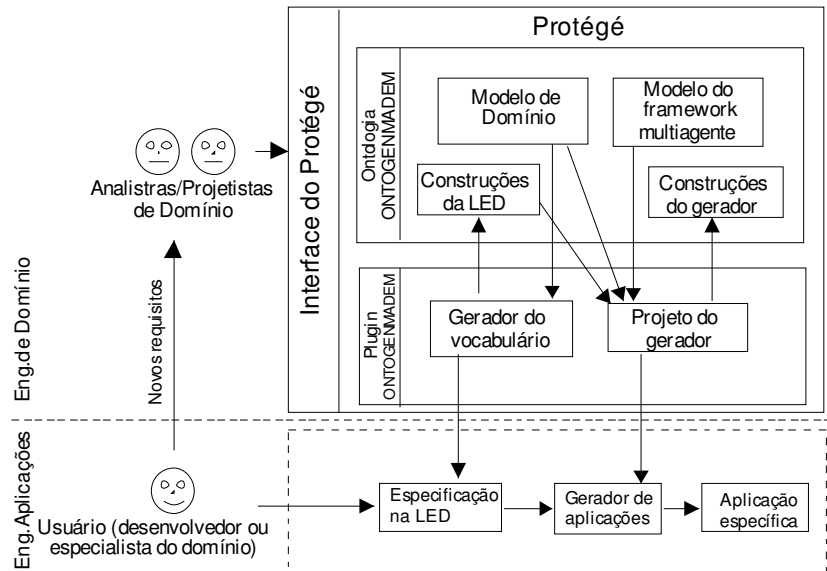 Protégé
Interface do Protégé
Ontologia
ONTOGENMADEM
Modelo de
Domínio
Modelo do
framework
multiagente
Construções
da LED
Construções
do gerador
Analistras/Projetistas
de Domínio
Plugin
ONTOGENMADEM
Gerador do
vocabulário
Projeto do
gerador
Eng.de Domínio
Novos requisitos
Eng. Aplicações
Usuário (desenvolvedor ou
especialista do domínio)
Especificação
na LED
Gerador de
aplicações
Aplicação
específica